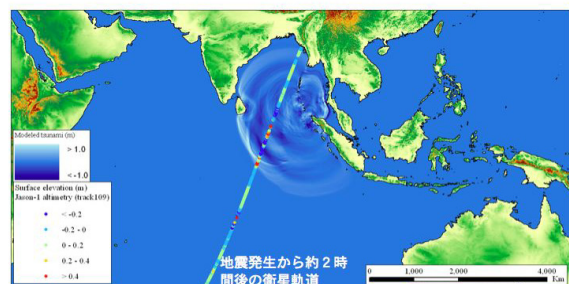 Modeled tsunami (m)
> 1.0
< -1.0
Surface elevation (m)
Jason-1 altimetry (track109)
< -0.2
-0.2 - 0
0 - 0.2
0.2 - 0.4
> 0.4
地震発生から約２時
間後の衛星軌道
0 1,000 2,000 4,000
Km